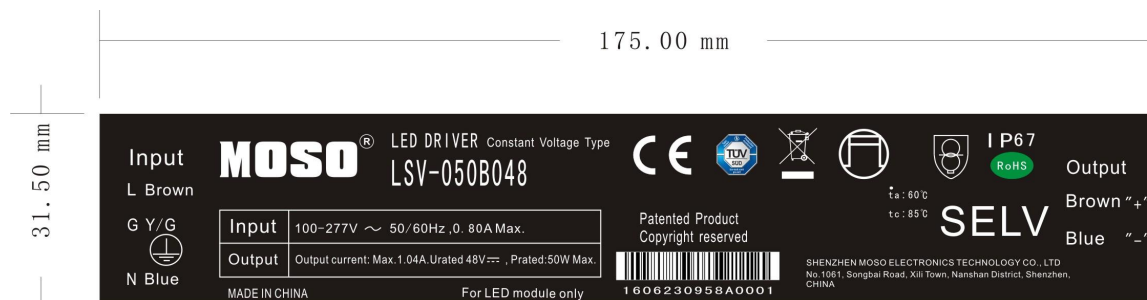 175.00 mm
31.50 mm
Input
L Brown
G Y/G
N Blue
MOSO®
LED DRIVER Constant Voltage Type
LSV-050B048
Input 100-277V ~ 50/60Hz ,0. 80A Max.
Output Output current: Max.1.04A.Urated 48V⎓ , Prated:50W Max.
MADE IN CHINA For LED module only
CE
TÜV
SÜD
IP67
RoHS
ta:60℃
tc:85℃
SELV
Patented Product
Copyright reserved
1606230958A0001
SHENZHEN MOSO ELECTRONICS TECHNOLOGY CO., LTD
No.1061, Songbai Road, Xili Town, Nanshan District, Shenzhen,
CHINA
Output
Brown "+"
Blue "-"